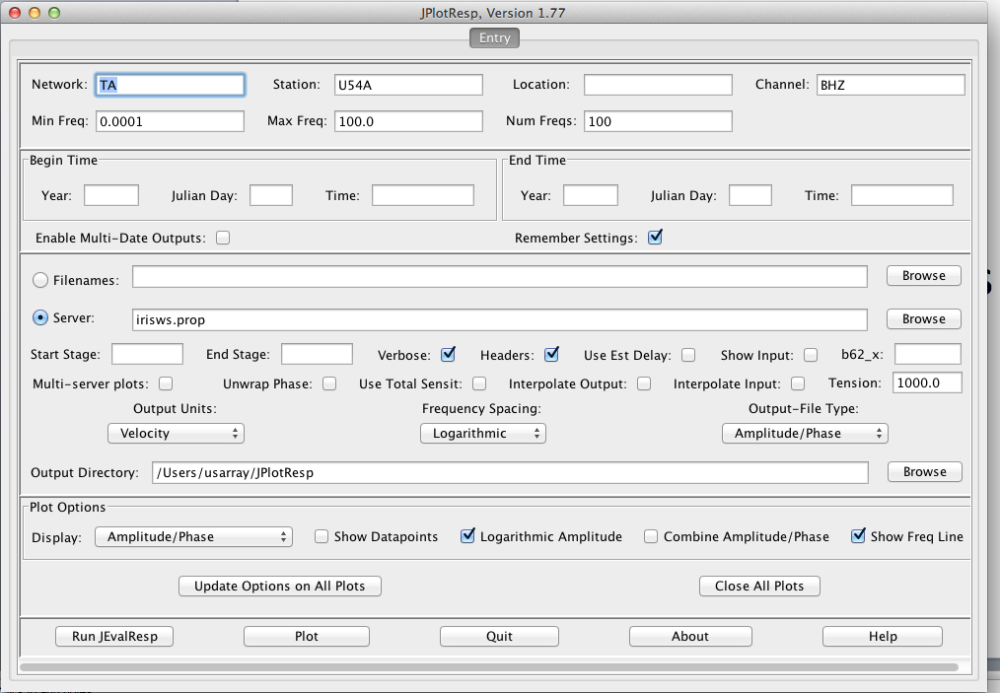 JPlotResp, Version 1.77
Entry
Network: TA Station: U54A Location: Channel: BHZ
Min Freq: 0.0001 Max Freq: 100.0 Num Freqs: 100
Begin Time End Time
Year: Julian Day: Time: Year: Julian Day: Time:
Enable Multi-Date Outputs: Remember Settings:
Filenames: Browse
Server: irisws.prop Browse
Start Stage: End Stage: Verbose: Headers: Use Est Delay: Show Input: b62_x:
Multi-server plots: Unwrap Phase: Use Total Sensit: Interpolate Output: Interpolate Input: Tension: 1000.0
Output Units: Frequency Spacing: Output-File Type:
Velocity Logarithmic Amplitude/Phase
Output Directory: /Users/usarray/JPlotResp Browse
Plot Options
Display: Amplitude/Phase Show Datapoints Logarithmic Amplitude Combine Amplitude/Phase Show Freq Line
Update Options on All Plots Close All Plots
Run JEvalResp Plot Quit About Help